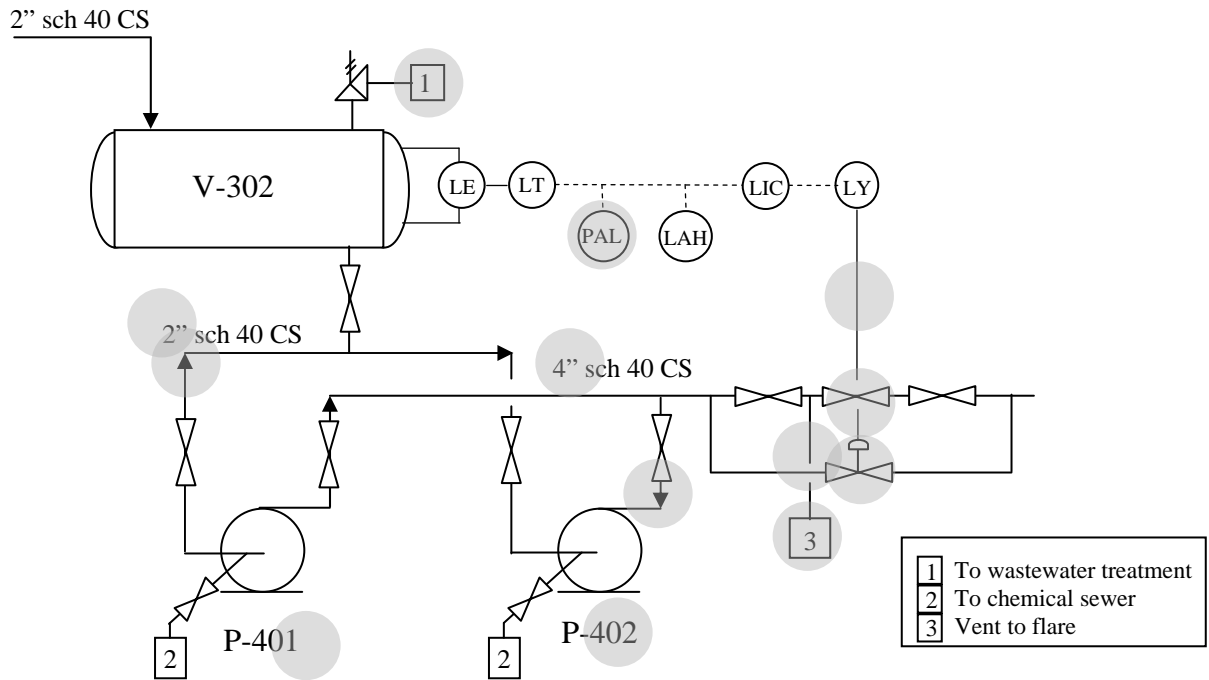 2” sch 40 CS
1
V-302
LE
LT
LIC
LY
PAL
LAH
2” sch 40 CS
4” sch 40 CS
3
1 To wastewater treatment
2 To chemical sewer
3 Vent to flare
P-401
P-402
2
2